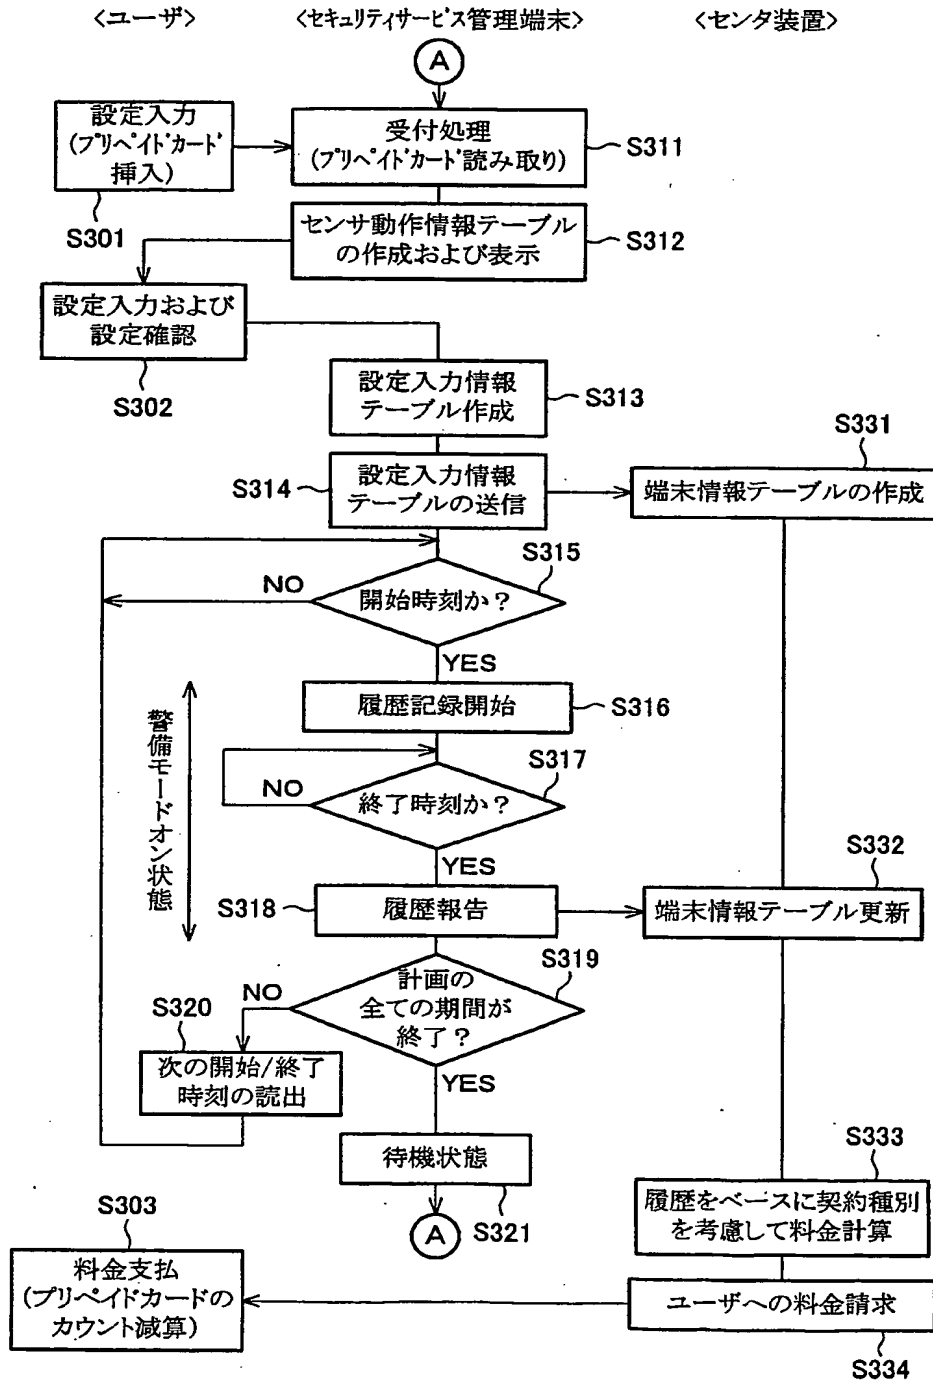 <ユーザ>
<セキュリティサービス管理端末>
<センタ装置>
A
設定入力
(プリペイドカード
挿入)
S301
受付処理
(プリペイドカード読み取り)
S311
センサ動作情報テーブル
の作成および表示
S312
設定入力および
設定確認
S302
設定入力情報
テーブル作成
S313
S314
設定入力情報
テーブルの送信
S331
端末情報テーブルの作成
S315
NO
開始時刻か?
YES
履歴記録開始
S316
警備モードオン状態
S317
NO
終了時刻か?
YES
S318
履歴報告
S332
端末情報テーブル更新
S319
計画の
全ての期間が
終了?
NO
S320
次の開始/終了
時刻の読出
YES
待機状態
S321
A
S333
履歴をベースに契約種別
を考慮して料金計算
S303
料金支払
(プリペイドカードの
カウント減算)
ユーザへの料金請求
S334